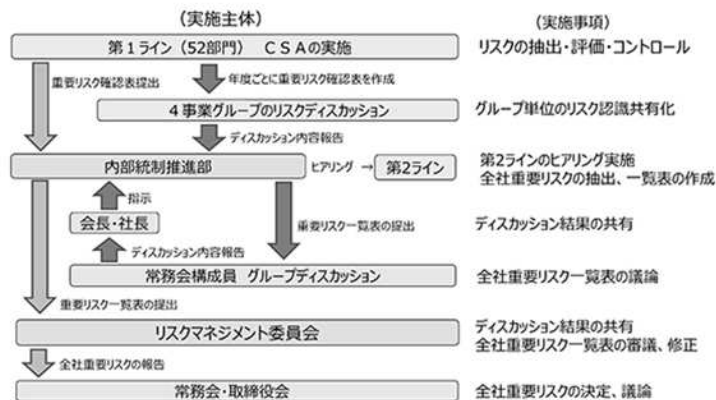 (実施主体)
(実施事項)
第1ライン(52部門) CSAの実施
リスクの抽出・評価・コントロール
重要リスク確認表提出
年度ごとに重要リスク確認表を作成
4事業グループのリスクディスカッション
グループ単位のリスク認識共有化
ディスカッション内容報告
内部統制推進部
ヒアリング →
第2ライン
第2ラインのヒアリング実施
全社重要リスクの抽出、一覧表の作成
指示
会長・社長
重要リスク一覧表の提出
ディスカッション結果の共有
ディスカッション内容報告
常務会構成員 グループディスカッション
全社重要リスク一覧表の議論
重要リスク一覧表の提出
リスクマネジメント委員会
ディスカッション結果の共有
全社重要リスク一覧表の審議、修正
全社重要リスクの報告
常務会・取締役会
全社重要リスクの決定、議論